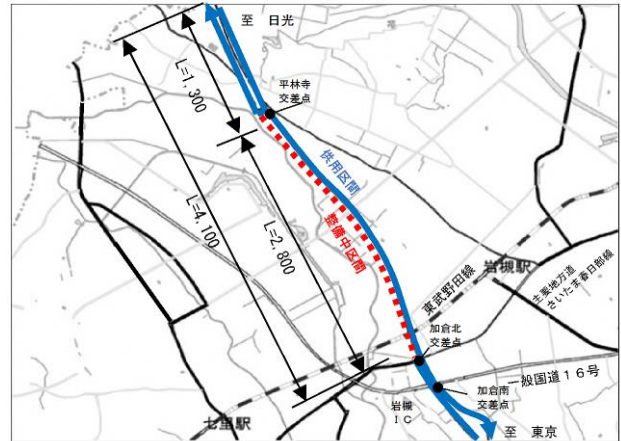 至 日光
L=1,300
平林寺
交差点
供用区間
整備中区間
L=4,100
L=2,800
岩槻駅
東武野田線
主要地方道
さいたま春日部線
加倉北
交差点
一般国道16号
加倉南
交差点
岩槻
IC
七里駅
至 東京